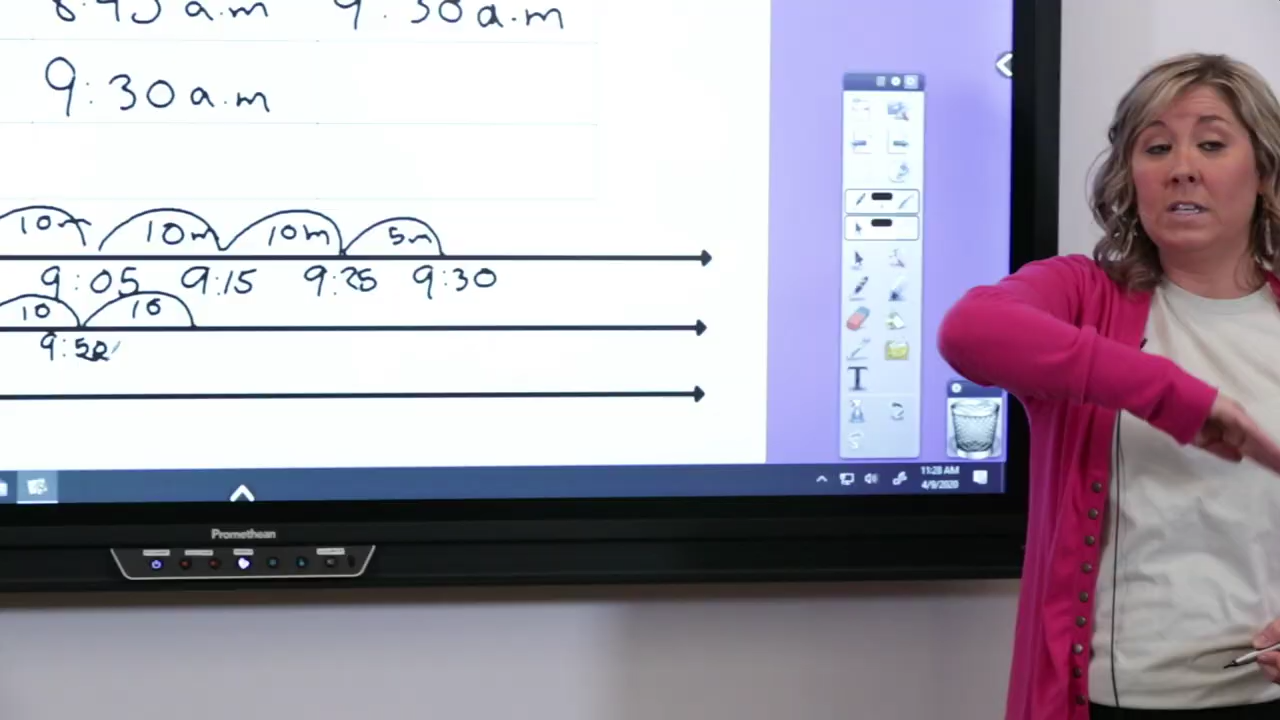 8:45 a.m 9:30 a.m
9:30 a.m
10m 10m 10m 5m
9:05 9:15 9:25 9:30
10 10
9:50
T
11:28 AM
4/9/2020
Promethean